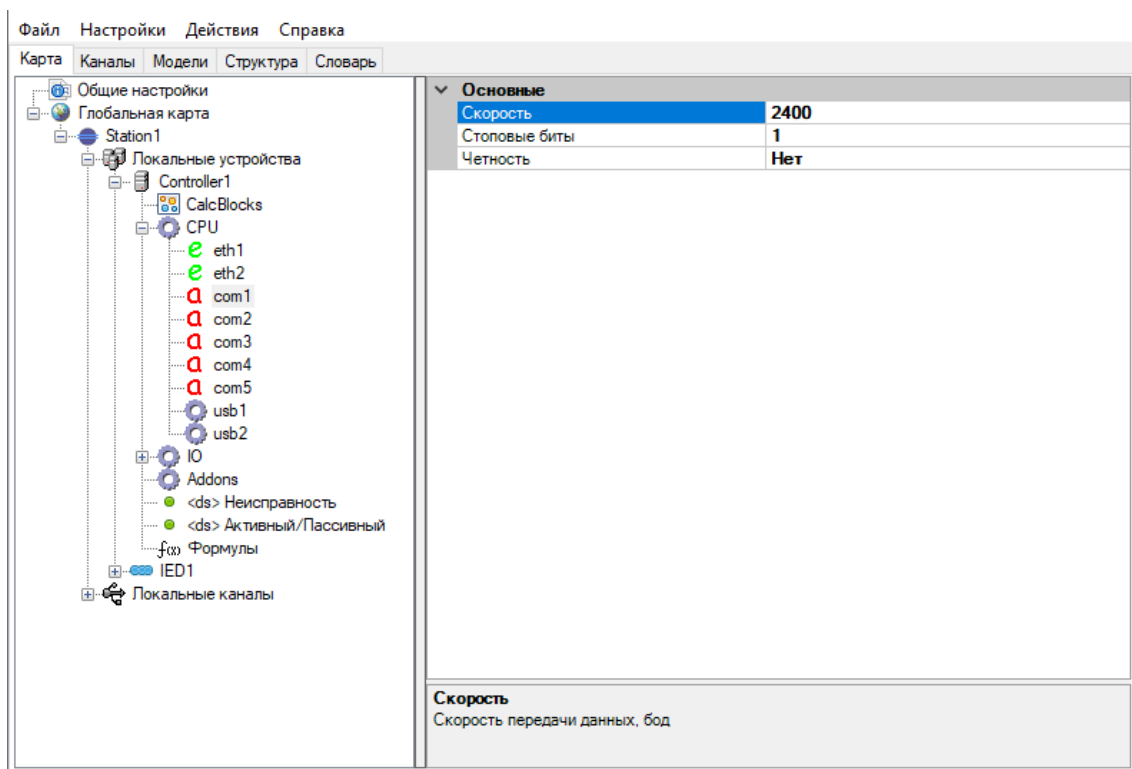 Файл Настройки Действия Справка
Карта Каналы Модели Структура Словарь
Общие настройки
Глобальная карта
Station1
Локальные устройства
Controller1
CalcBlocks
CPU
eth1
eth2
com1
com2
com3
com4
com5
usb1
usb2
IO
Addons
<ds> Неисправность
<ds> Активный/Пассивный
f(x) Формулы
IED1
Локальные каналы
Основные
Скорость 2400
Стоповые биты 1
Четность Нет
Скорость
Скорость передачи данных, бод